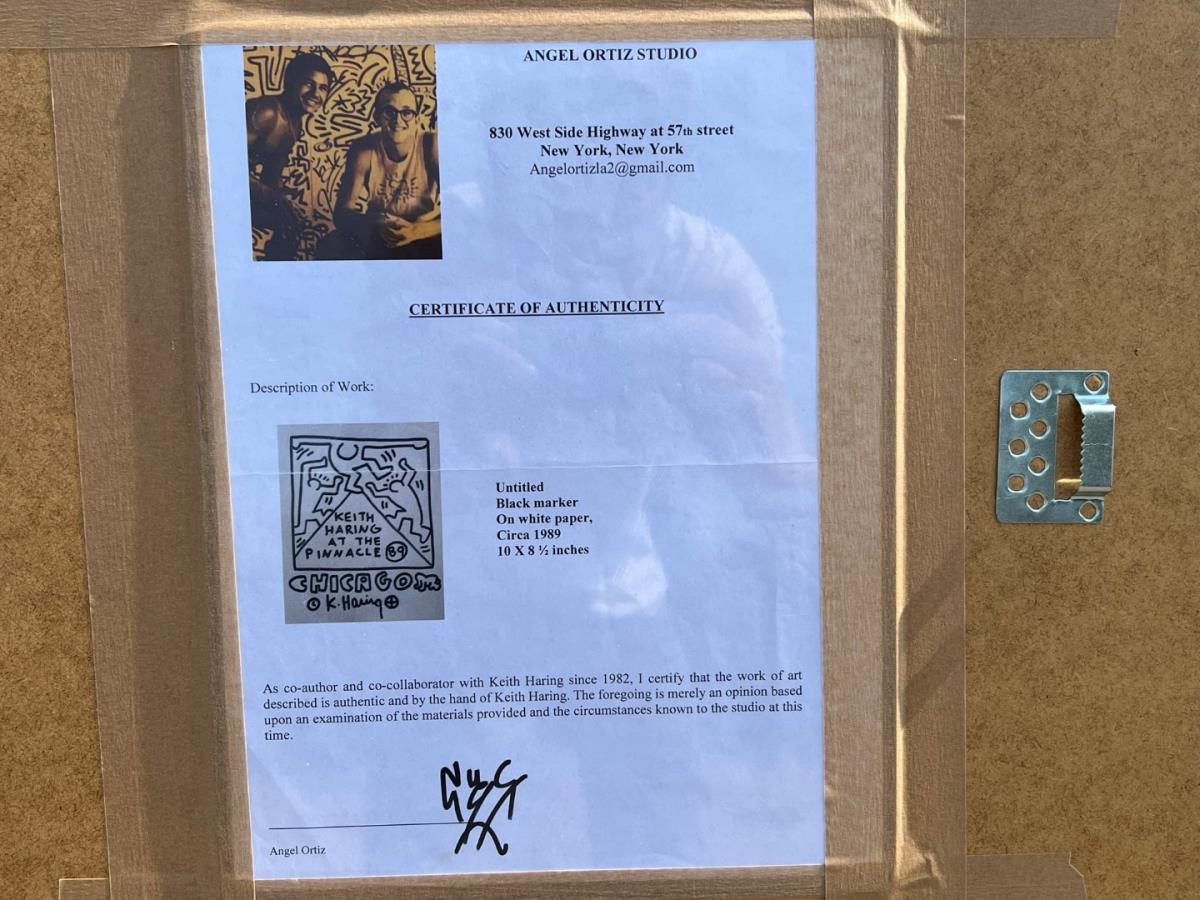 ANGEL ORTIZ STUDIO
830 West Side Highway at 57th street
New York, New York
Angelortizla2@gmail.com
CERTIFICATE OF AUTHENTICITY
Description of Work:
KEITH
HARING
AT THE
PINNACLE 89
CHICAGO
© K. Haring
Untitled
Black marker
On white paper,
Circa 1989
10 X 8 ½ inches
As co-author and co-collaborator with Keith Haring since 1982, I certify that the work of art
described is authentic and by the hand of Keith Haring. The foregoing is merely an opinion based
upon an examination of the materials provided and the circumstances known to the studio at this
time.
Angel Ortiz